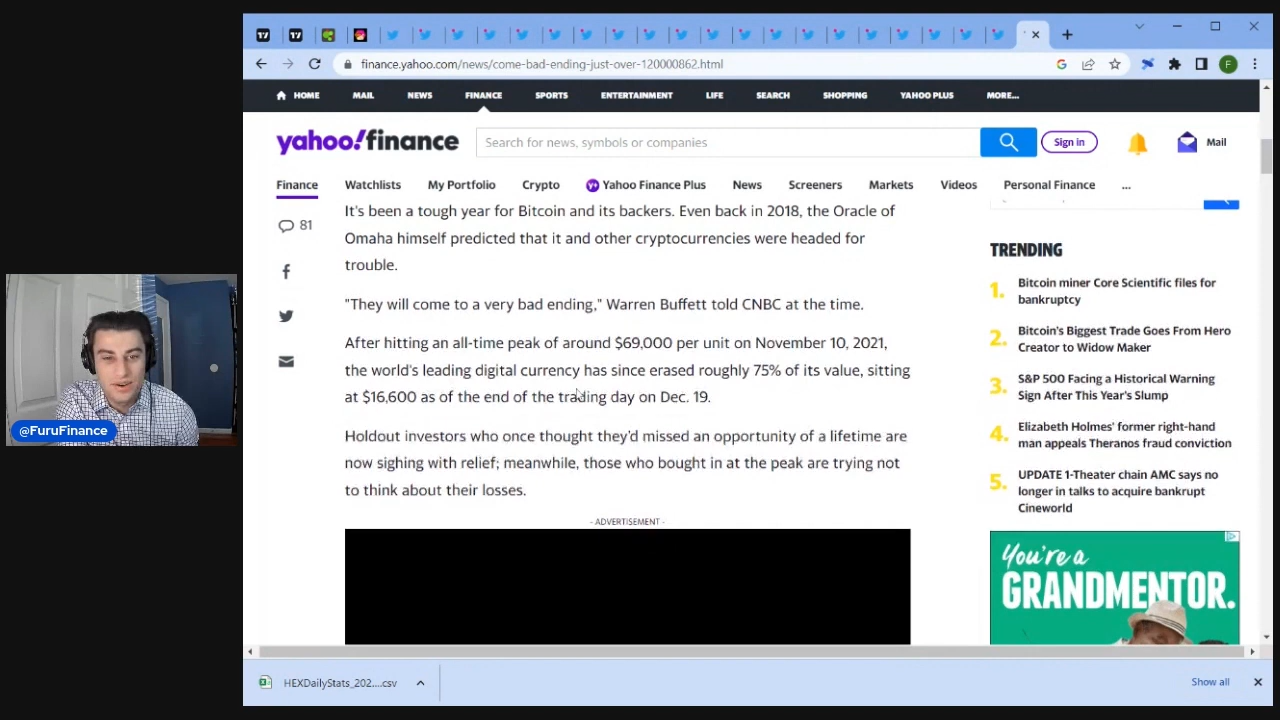 finance.yahoo.com/news/come-bad-ending-just-over-120000862.html
F
HOME MAIL NEWS FINANCE SPORTS ENTERTAINMENT LIFE SEARCH SHOPPING YAHOO PLUS MORE...
yahoo!finance
Search for news, symbols or companies
Sign in
Mail
Finance Watchlists My Portfolio Crypto Yahoo Finance Plus News Screeners Markets Videos Personal Finance ...
81
It's been a tough year for Bitcoin and its backers. Even back in 2018, the Oracle of
Omaha himself predicted that it and other cryptocurrencies were headed for
trouble.
"They will come to a very bad ending," Warren Buffett told CNBC at the time.
After hitting an all-time peak of around $69,000 per unit on November 10, 2021,
the world's leading digital currency has since erased roughly 75% of its value, sitting
at $16,600 as of the end of the trading day on Dec. 19.
Holdout investors who once thought they'd missed an opportunity of a lifetime are
now sighing with relief; meanwhile, those who bought in at the peak are trying not
to think about their losses.
- ADVERTISEMENT -
TRENDING
1. Bitcoin miner Core Scientific files for
bankruptcy
2. Bitcoin's Biggest Trade Goes From Hero
Creator to Widow Maker
3. S&P 500 Facing a Historical Warning
Sign After This Year's Slump
4. Elizabeth Holmes' former right-hand
man appeals Theranos fraud conviction
5. UPDATE 1-Theater chain AMC says no
longer in talks to acquire bankrupt
Cineworld
You're a
GRANDMENTOR.
@FuruFinance
HEXDailyStats_202....csv
Show all